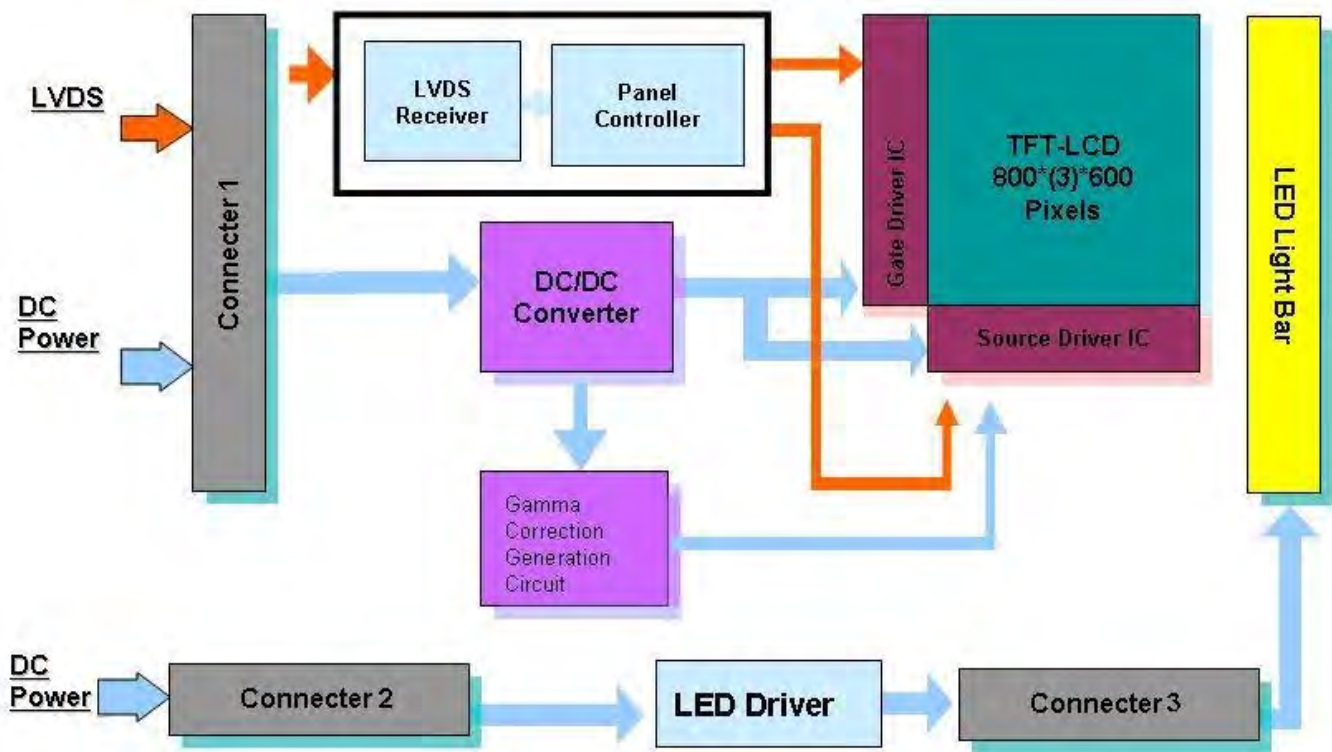 LVDS
DC
Power
Connecter 1
LVDS
Receiver
Panel
Controller
Gate Driver IC
TFT-LCD
800*(3)*600
Pixels
Source Driver IC
LED Light Bar
DC/DC
Converter
Gamma
Correction
Generation
Circuit
DC
Power
Connecter 2
LED Driver
Connecter 3